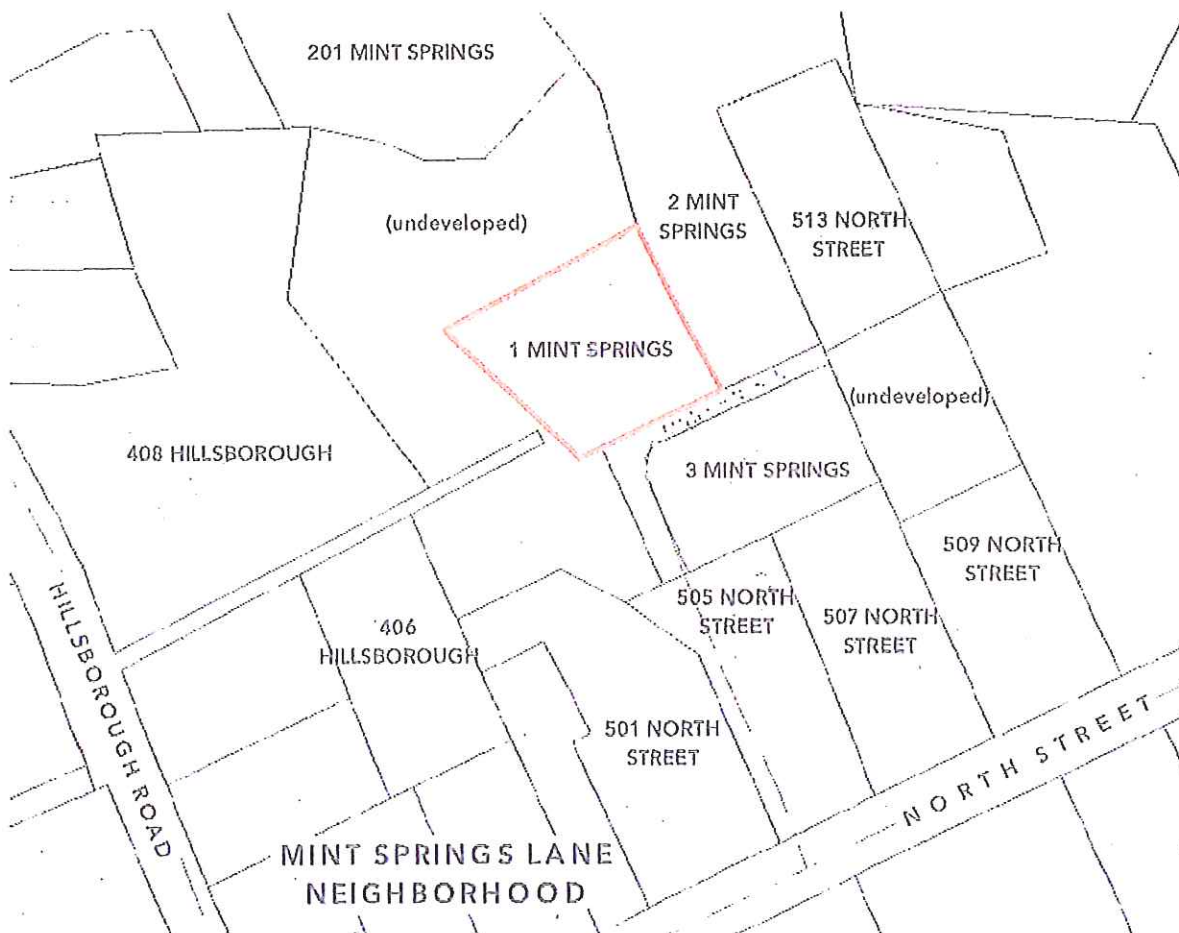 201 MINT SPRINGS
(undeveloped)
2 MINT
SPRINGS
513 NORTH
STREET
1 MINT SPRINGS
(undeveloped)
408 HILLSBOROUGH
3 MINT SPRINGS
509 NORTH
STREET
505 NORTH
STREET
507 NORTH
STREET
406
HILLSBOROUGH
HILLSBOROUGH ROAD
501 NORTH
STREET
NORTH STREET
MINT SPRINGS LANE
NEIGHBORHOOD